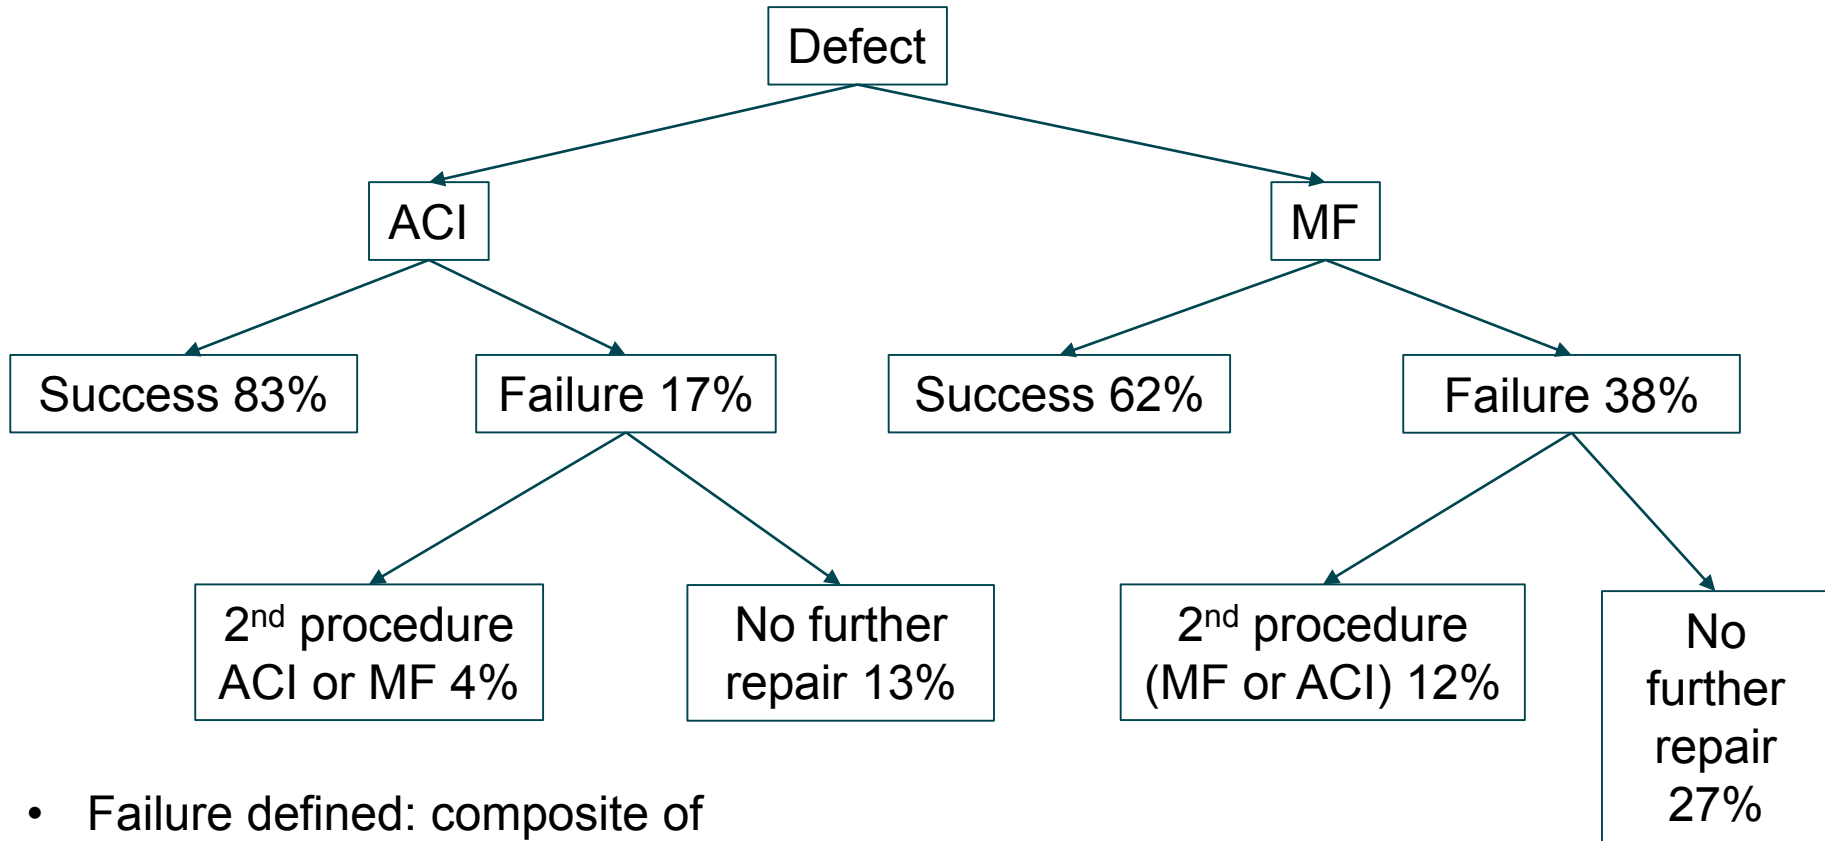 Defect
ACI
MF
Success 83%
Failure 17%
Success 62%
Failure 38%
2nd procedure
ACI or MF 4%
No further
repair 13%
2nd procedure
(MF or ACI) 12%
No
further
repair
27%
• Failure defined: composite of